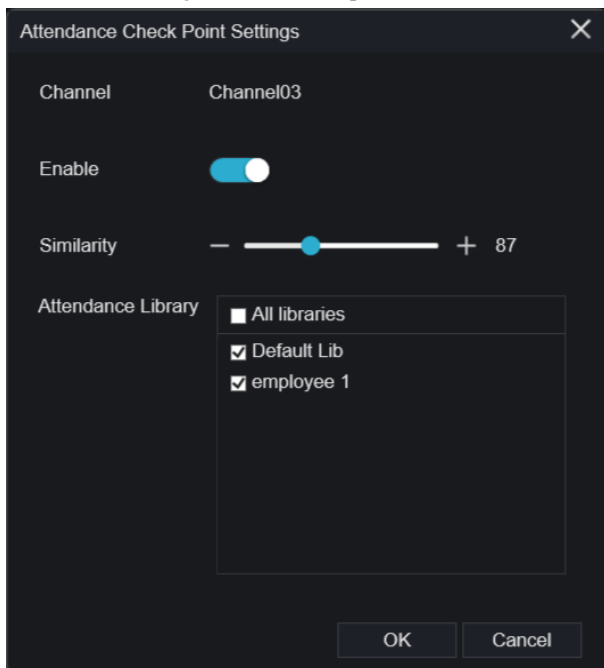 Attendance Check Point Settings
Channel Channel03
Enable
Similarity 87
Attendance Library
All libraries
Default Lib
employee 1
OK Cancel